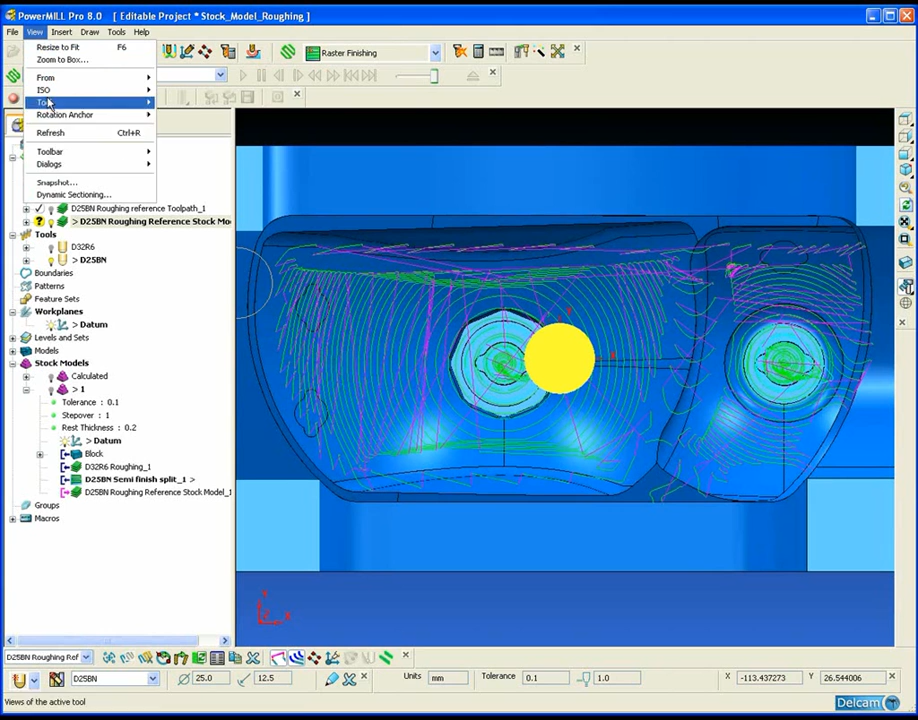 PowerMILL Pro 8.0 - [ Editable Project * Stock_Model_Roughing ]
File View Insert Draw Tools Help
Resize to Fit F6
Zoom to Box...
From
ISO
Rotation Anchor
Refresh Ctrl+R
Toolbar
Dialogs
Snapshot...
Dynamic Sectioning...
Raster Finishing
D25BN Roughing reference Toolpath_1
> D25BN Roughing Reference Stock Mo
Tools
D32R6
> D25BN
Boundaries
Patterns
Feature Sets
Workplanes
> Datum
Levels and Sets
Models
Stock Models
Calculated
> 1
Tolerance : 0.1
Stepover : 1
Rest Thickness : 0.2
> Datum
Block
D32R6 Roughing_1
D25BN Semi finish split_1 >
D25BN Roughing Reference Stock Model_1
Groups
Macros
Y
Z
X
D25BN Roughing Ref
D25BN
25.0
12.5
Units mm
Tolerance 0.1
1.0
X -113.437273
Y 26.544006
Views of the active tool
Delcam